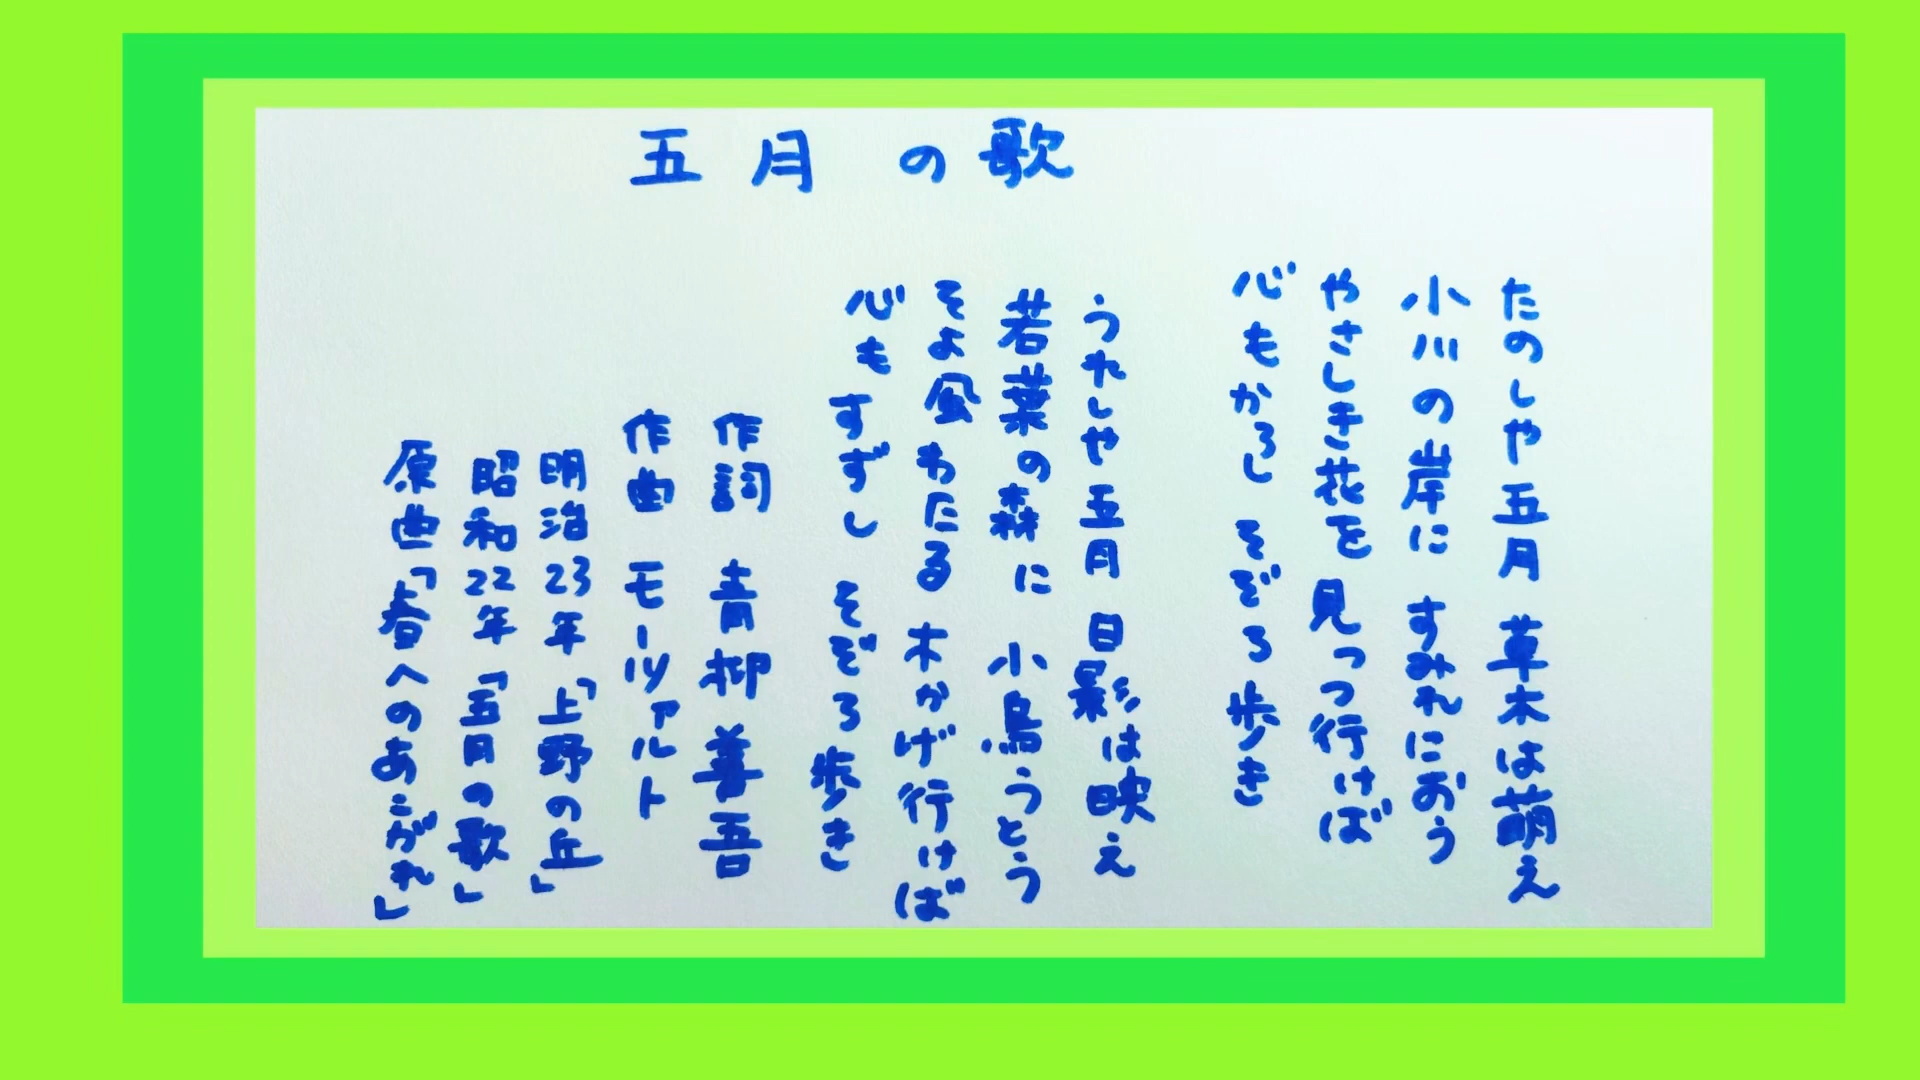 五月の歌
たのしや五月 草木は萌え
小川の岸に すみれにおう
やさしき花を 見つつ行けば
心もかろし そぞろ歩き
うれしや五月 日影は映え
若葉の森に 小鳥うとう
そよ風わたる 木かげ行けば
心もすずし そぞろ歩き
作詞 青柳善吾
作曲 モーツァルト
明治23年「上野の丘」
昭和22年「五月の歌」
原曲「春へのあこがれ」